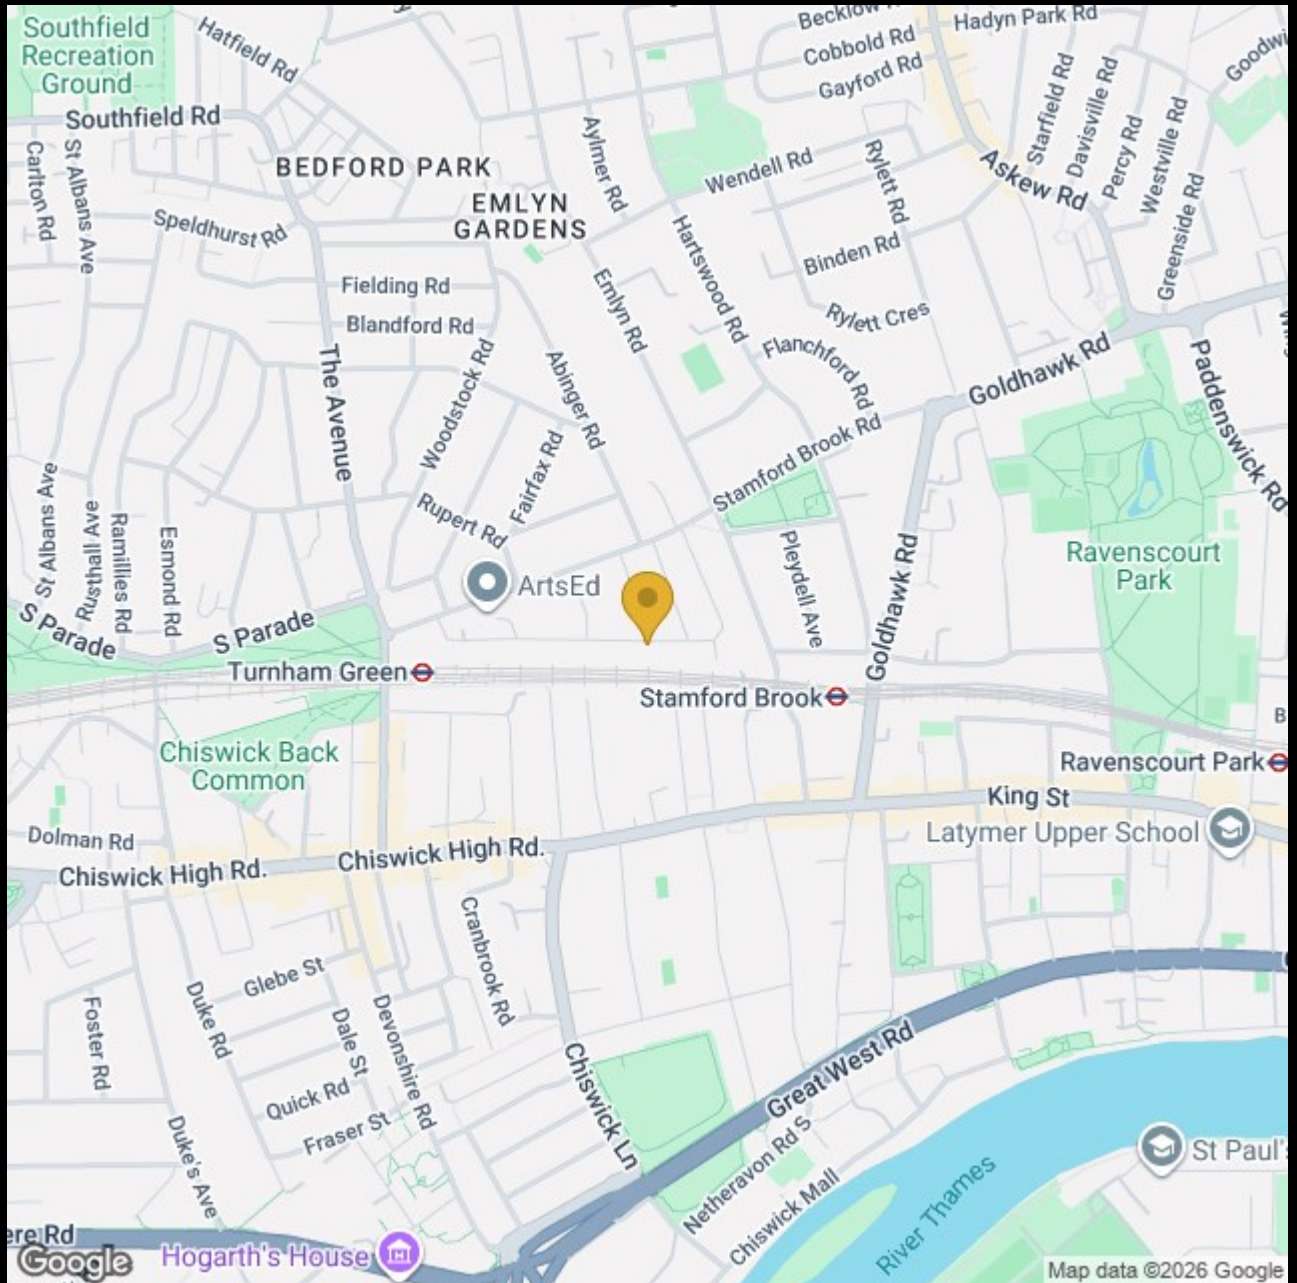 Southfield
Recreation
Ground
Hatfield Rd
Becklow
Hadyn Park Rd
Cobbold Rd
Gayford Rd
Southfield Rd
Starfield Rd
Davisville Rd
Percy Rd
Westville Rd
Greenside Rd
Carlton Rd
St Albans Ave
BEDFORD PARK
EMLYN
GARDENS
Aylmer Rd
Wendell Rd
Rylett Rd
Askew Rd
Speldhurst Rd
Hartswood Rd
Binden Rd
Fielding Rd
Emlyn Rd
Rylett Cres
Blandford Rd
Flanchford Rd
Goldhawk Rd
Paddenswick Rd
The Avenue
Woodstock Rd
Abinger Rd
Fairfax Rd
Stamford Brook Rd
St Albans Ave
Rusthall Ave
Ramillies Rd
Esmond Rd
Rupert Rd
Pleydell Ave
Goldhawk Rd
Ravenscourt
Park
ArtsEd
S Parade
S Parade
Turnham Green
Stamford Brook
Chiswick Back
Common
Ravenscourt Park
King St
Latymer Upper School
Dolman Rd
Chiswick High Rd.
Chiswick High Rd.
Cranbrook Rd
Glebe St
Foster Rd
Duke Rd
Dale St
Devonshire Rd
Quick Rd
Fraser St
Chiswick Ln
Great West Rd
Duke's Ave
Netheravon Rd S
Chiswick Mall
River Thames
St Paul's
ere Rd
Hogarth's House
Google
Map data ©2026 Google